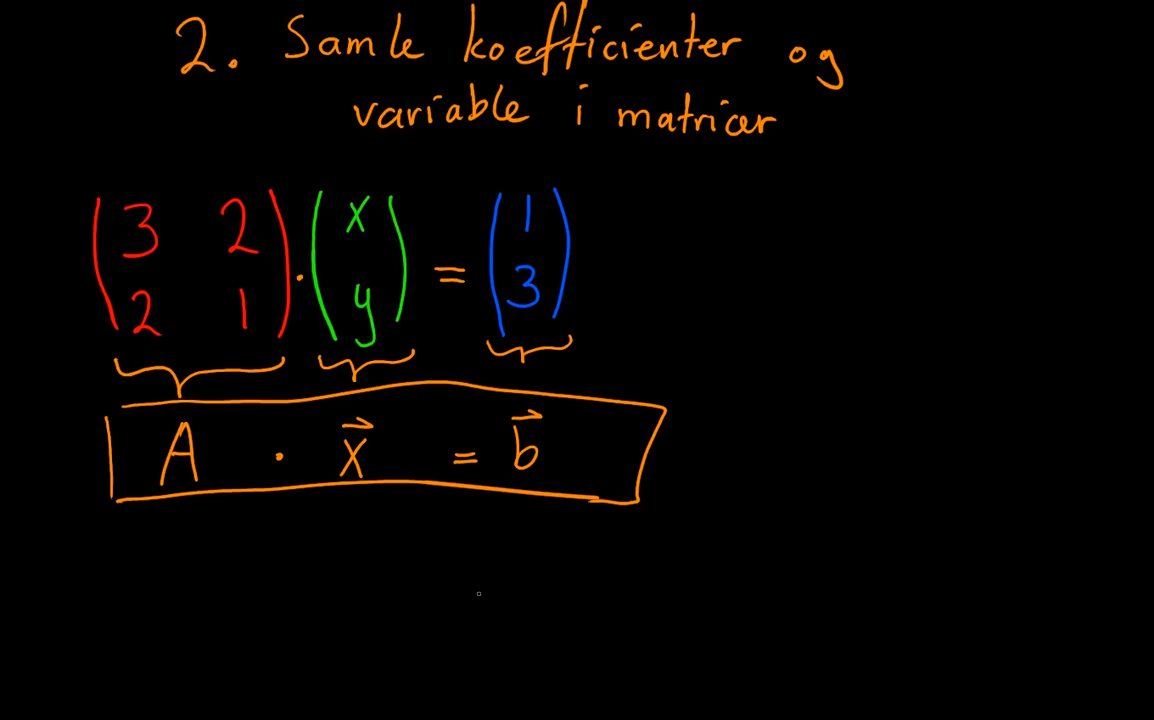 2. Samle koefficienter og
variable i matricer
(3 2
2 1) · (x
y) = (1
3)
A · x⃗ = b⃗